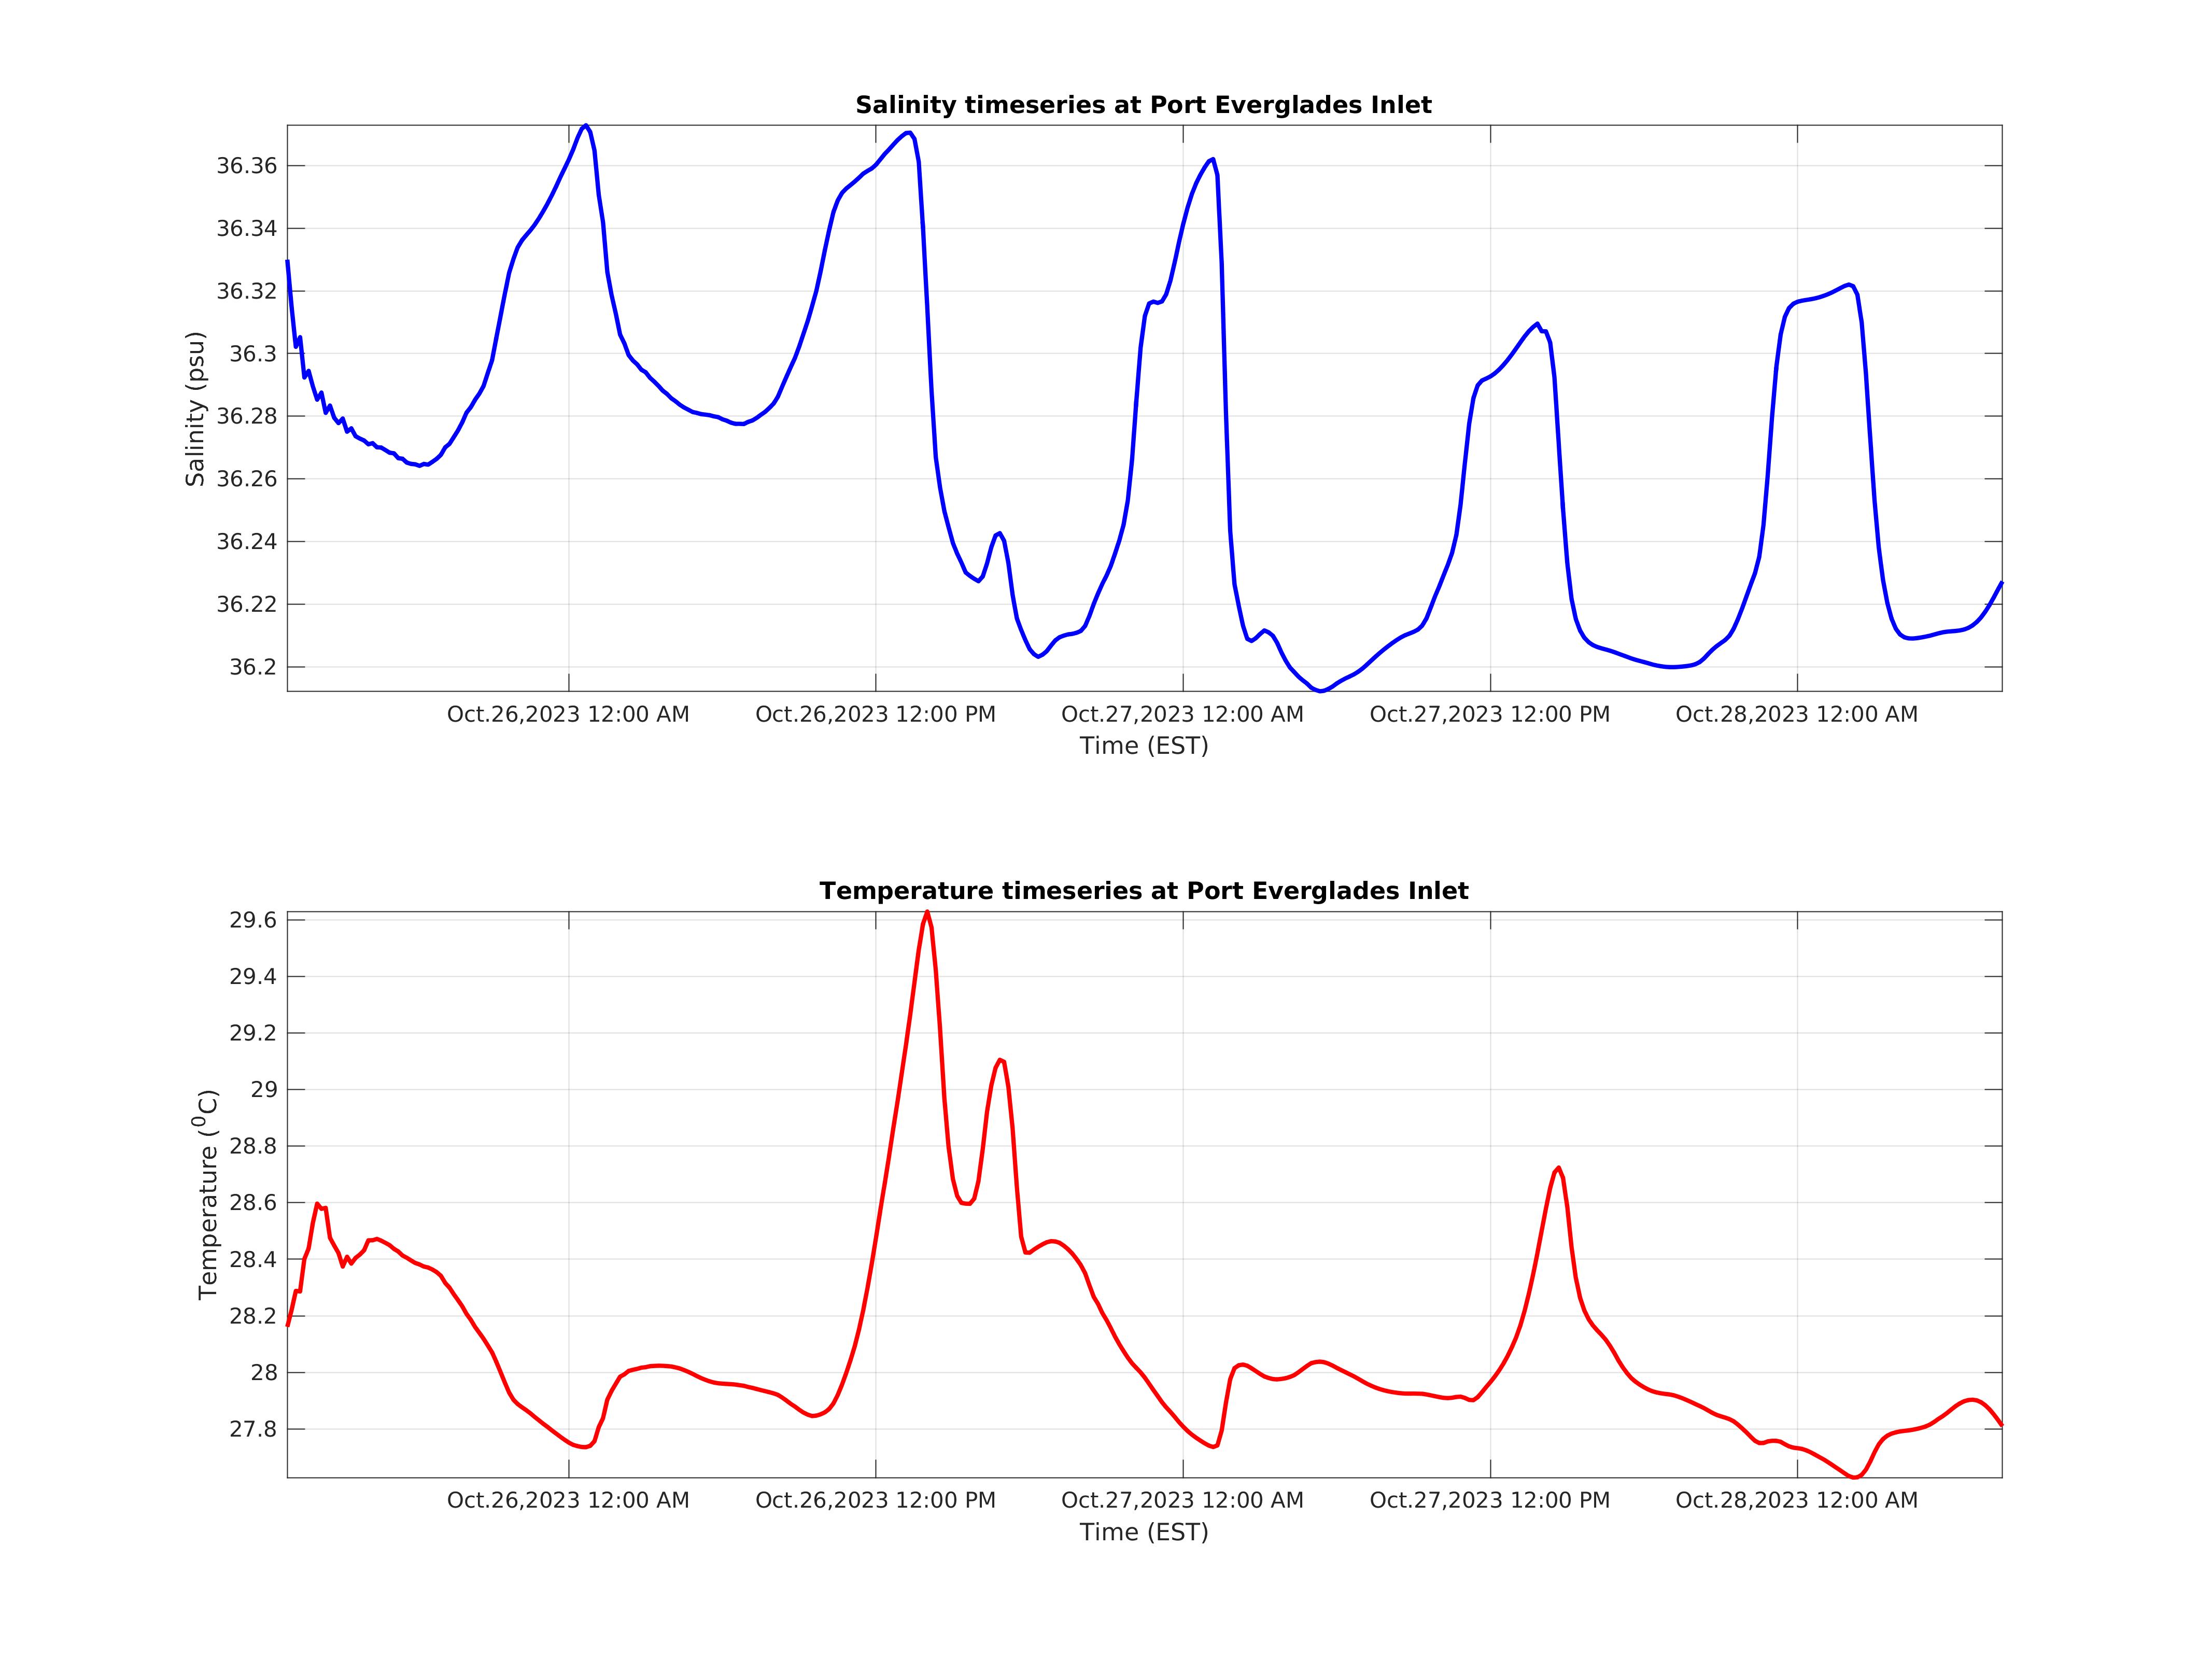 Salinity timeseries at Port Everglades Inlet
36.36
36.34
36.32
36.3
36.28
36.26
36.24
36.22
36.2
Salinity (psu)
Oct.26,2023 12:00 AM Oct.26,2023 12:00 PM Oct.27,2023 12:00 AM Oct.27,2023 12:00 PM Oct.28,2023 12:00 AM
Time (EST)
Temperature timeseries at Port Everglades Inlet
29.6
29.4
29.2
29
28.8
28.6
28.4
28.2
28
27.8
Temperature (⁰C)
Oct.26,2023 12:00 AM Oct.26,2023 12:00 PM Oct.27,2023 12:00 AM Oct.27,2023 12:00 PM Oct.28,2023 12:00 AM
Time (EST)